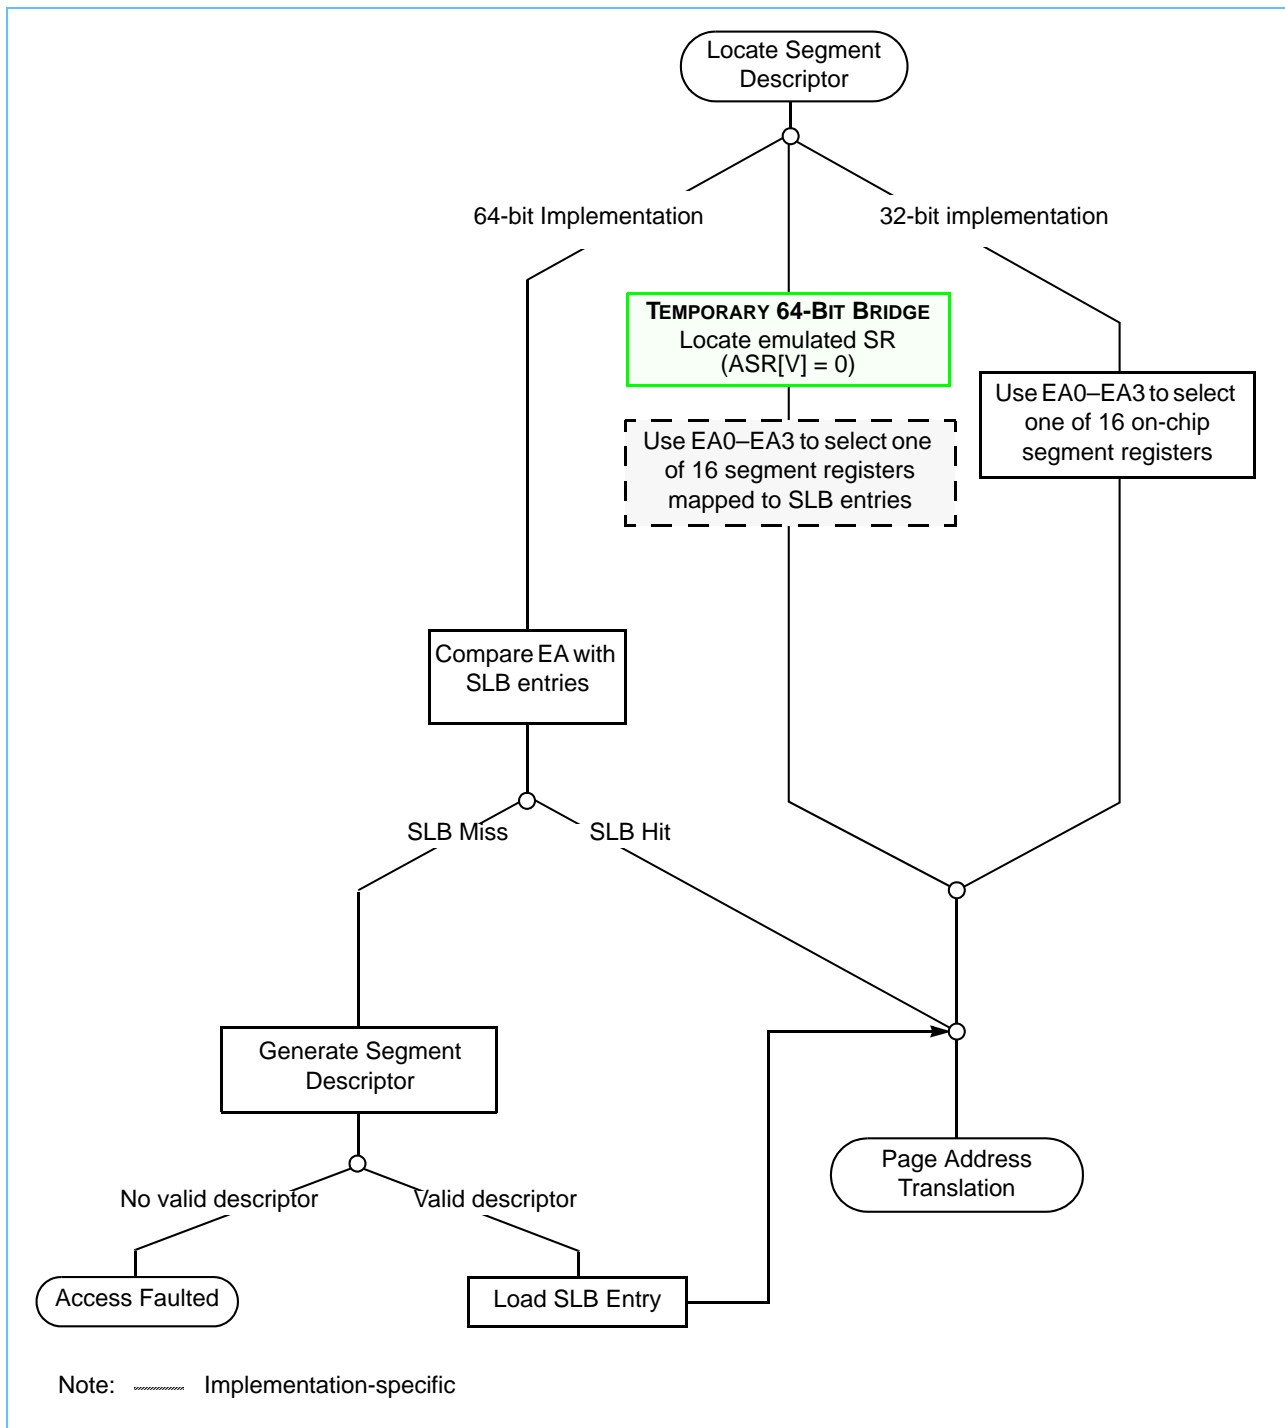 Locate Segment
Descriptor
64-bit Implementation
32-bit implementation
TEMPORARY 64-BIT BRIDGE
Locate emulated SR
(ASR[V] = 0)
Use EA0–EA3 to select
one of 16 on-chip
segment registers
Use EA0–EA3 to select one
of 16 segment registers
mapped to SLB entries
Compare EA with
SLB entries
SLB Miss
SLB Hit
Generate Segment
Descriptor
Page Address
Translation
No valid descriptor
Valid descriptor
Access Faulted
Load SLB Entry
Note:
Implementation-specific